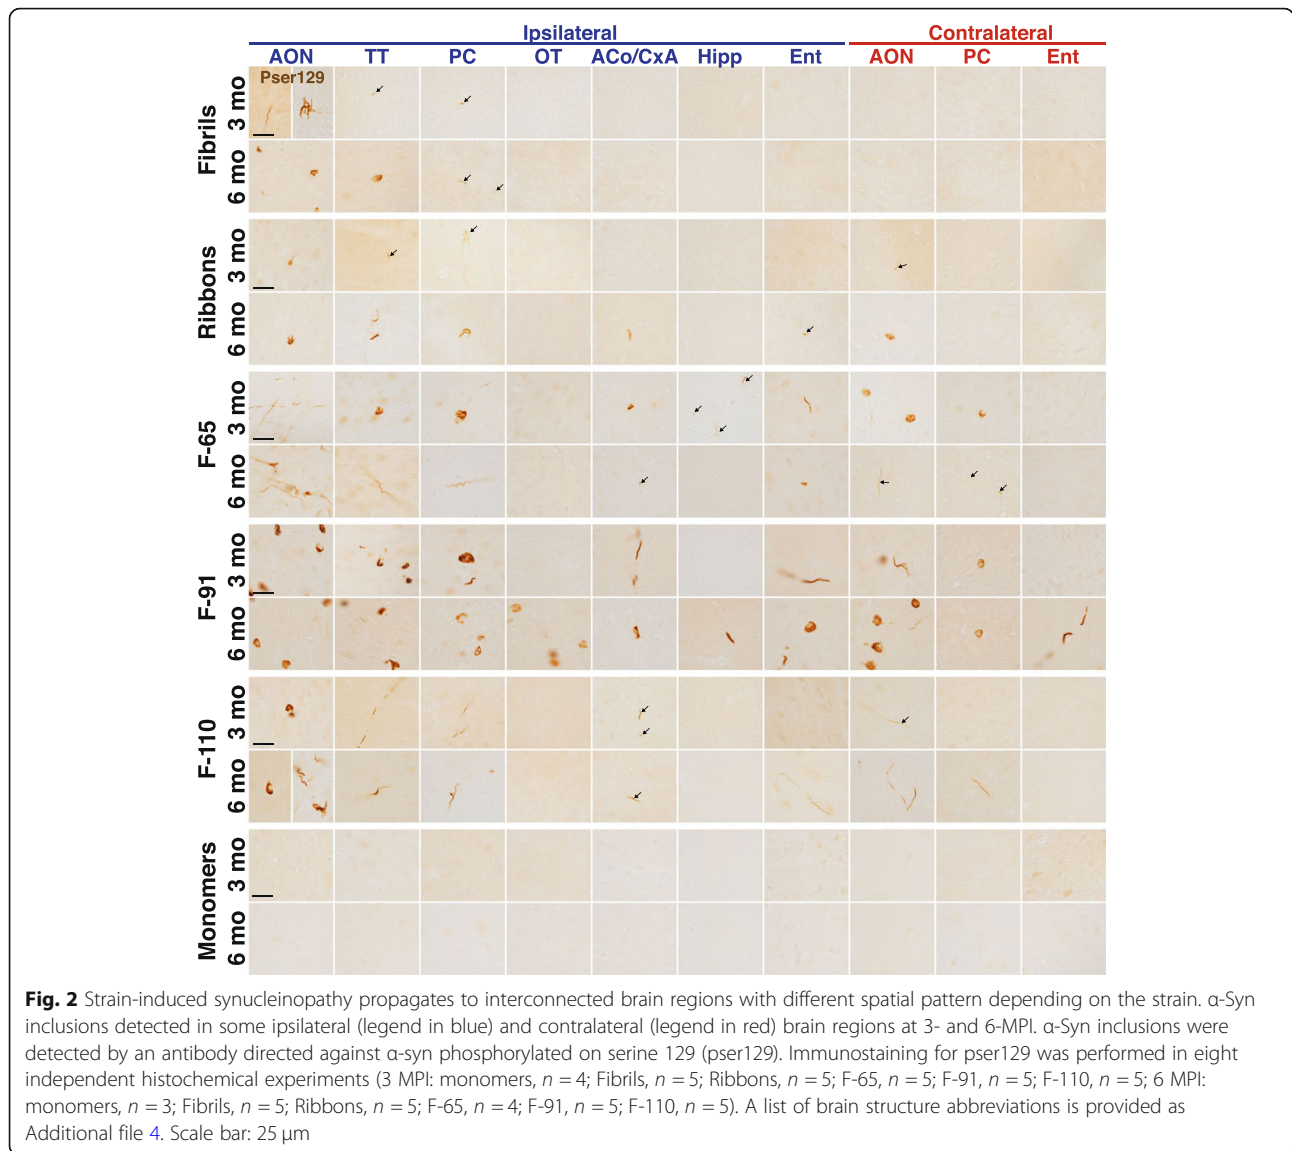 Ipsilateral Contralateral
AON TT PC OT ACo/CxA Hipp Ent AON PC Ent
Pser129
Fibrils
3 mo
6 mo
Ribbons
3 mo
6 mo
F-65
3 mo
6 mo
F-91
3 mo
6 mo
F-110
3 mo
6 mo
Monomers
3 mo
6 mo
Fig. 2 Strain-induced synucleinopathy propagates to interconnected brain regions with different spatial pattern depending on the strain. α-Syn
inclusions detected in some ipsilateral (legend in blue) and contralateral (legend in red) brain regions at 3- and 6-MPI. α-Syn inclusions were
detected by an antibody directed against α-syn phosphorylated on serine 129 (pser129). Immunostaining for pser129 was performed in eight
independent histochemical experiments (3 MPI: monomers, n = 4; Fibrils, n = 5; Ribbons, n = 5; F-65, n = 5; F-91, n = 5; F-110, n = 5; 6 MPI:
monomers, n = 3; Fibrils, n = 5; Ribbons, n = 5; F-65, n = 4; F-91, n = 5; F-110, n = 5). A list of brain structure abbreviations is provided as
Additional file 4. Scale bar: 25 μm